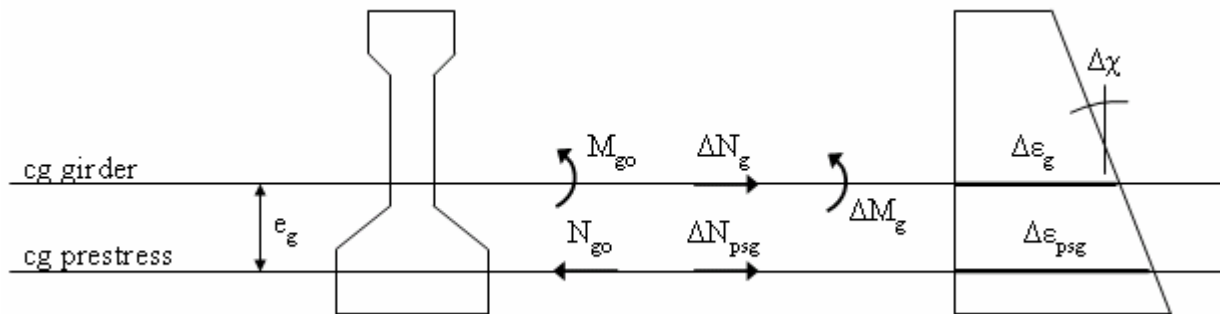 Δχ
M_go
ΔN_g
Δε_g
cg girder
e_g
ΔM_g
N_go
ΔN_psg
Δε_psg
cg prestress